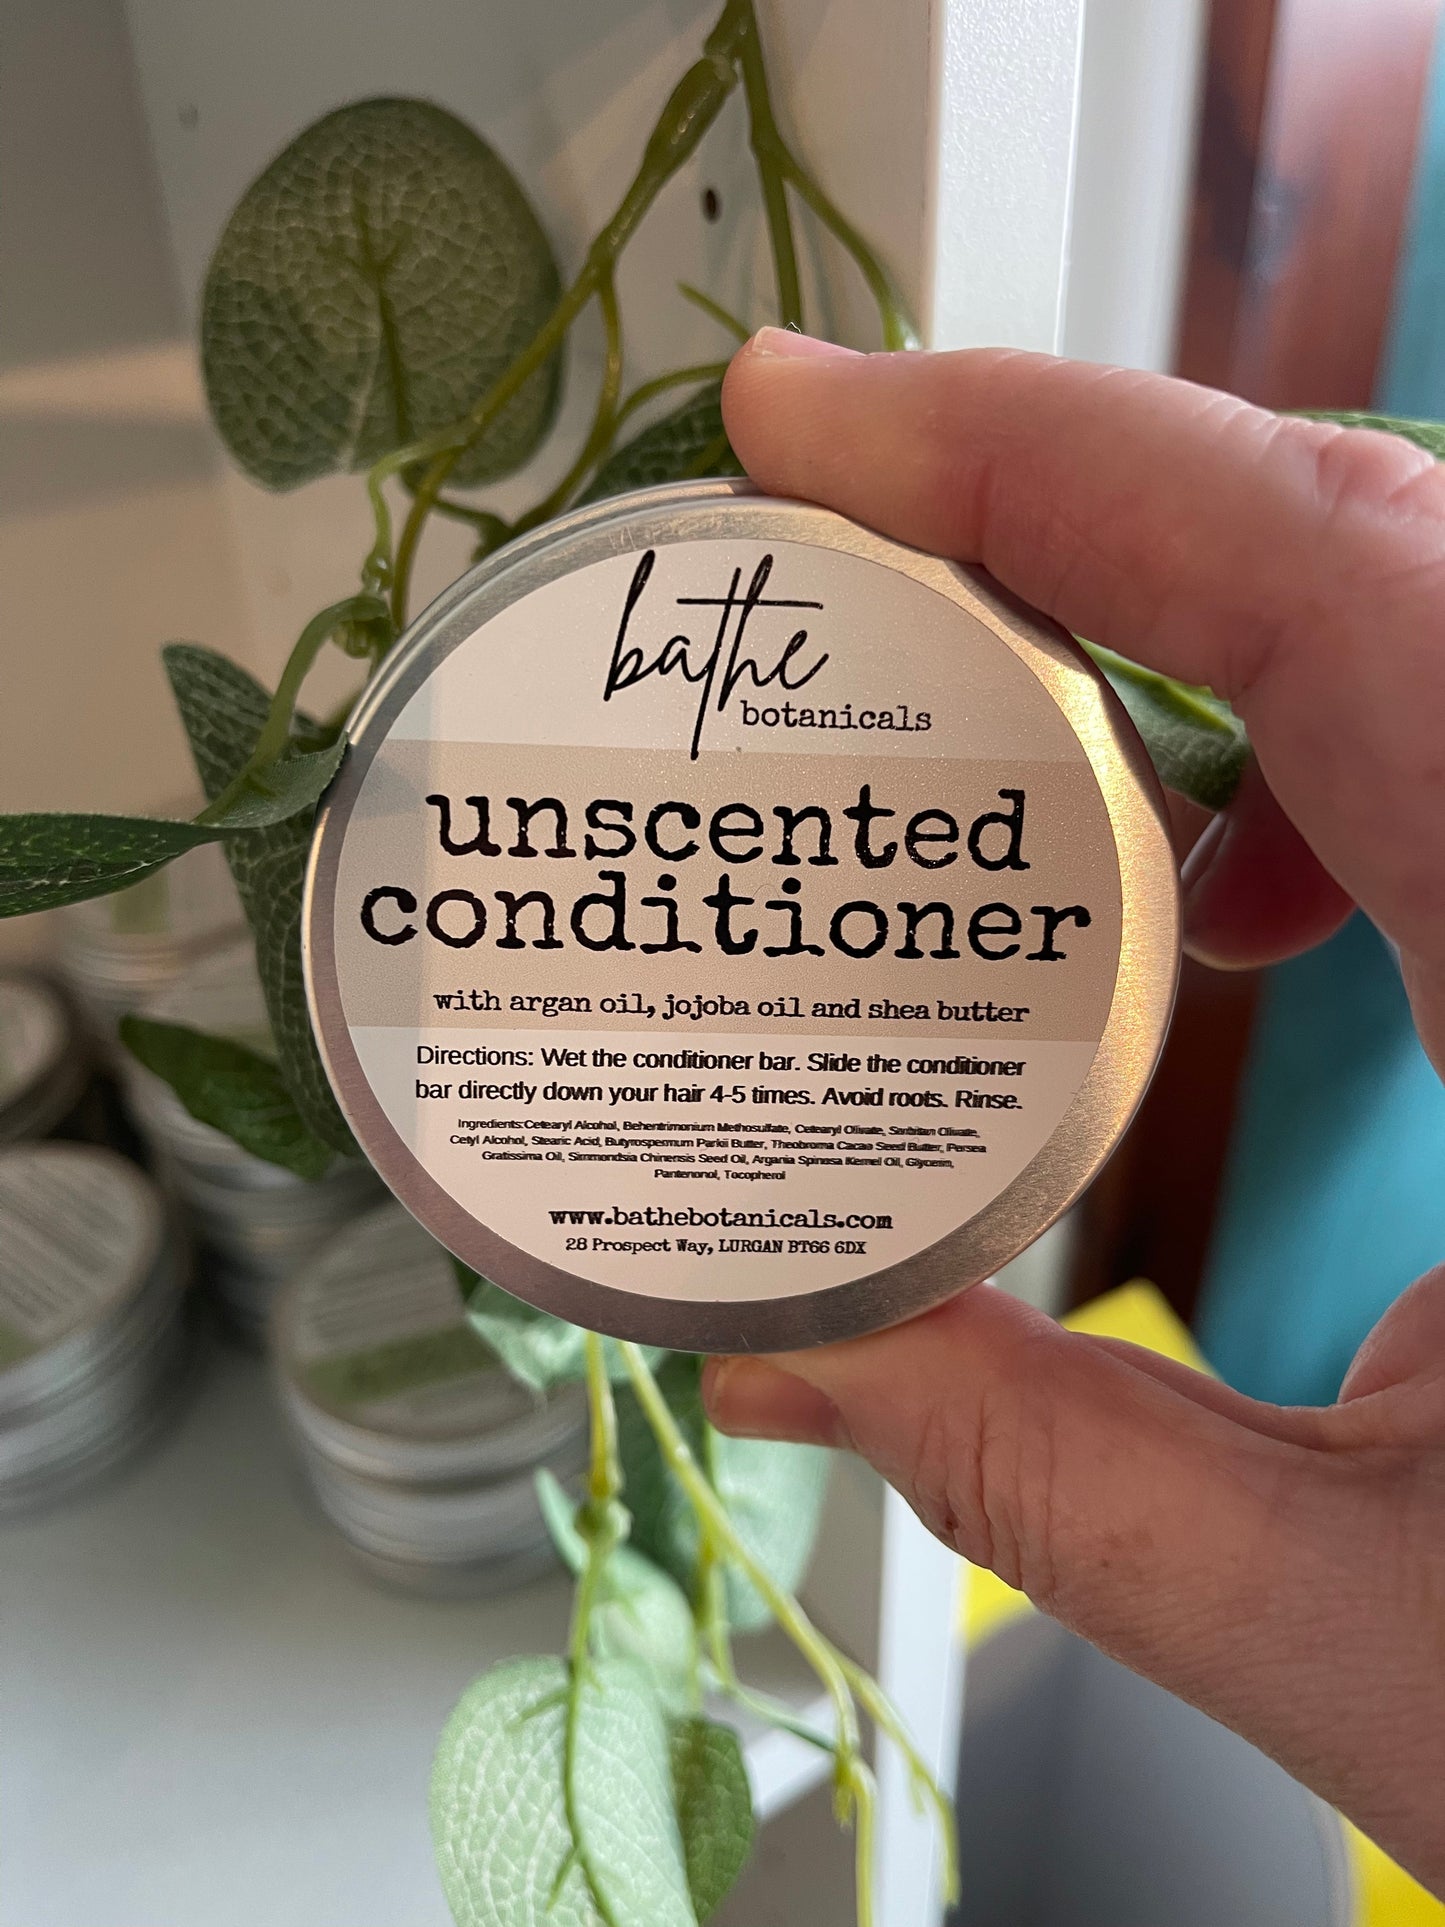 bathe
botanicals
unscented
conditioner
with argan oil, jojoba oil and shea butter
Directions: Wet the conditioner bar. Slide the conditioner
bar directly down your hair 4-5 times. Avoid roots. Rinse.
Ingredients:Cetearyl Alcohol, Behentrimonium Methosulfate, Cetearyl Olivate, Sorbitan Olivate,
Cetyl Alcohol, Stearic Acid, Butyrospermum Parkii Butter, Theobroma Cacao Seed Butter, Persea
Gratissima Oil, Simmondsia Chinensis Seed Oil, Argania Spinosa Kernel Oil, Glycerin,
Pantenonol, Tocopherol
www.bathebotanicals.com
28 Prospect Way, LURGAN BT66 6DX